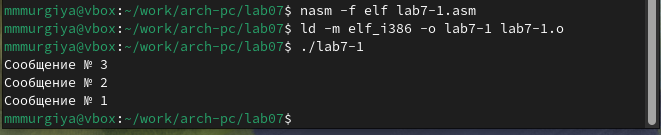 mmmurgiya@vbox:~/work/arch-pc/lab07$ nasm -f elf lab7-1.asm
mmmurgiya@vbox:~/work/arch-pc/lab07$ ld -m elf_i386 -o lab7-1 lab7-1.o
mmmurgiya@vbox:~/work/arch-pc/lab07$ ./lab7-1
Сообщение № 3
Сообщение № 2
Сообщение № 1
mmmurgiya@vbox:~/work/arch-pc/lab07$